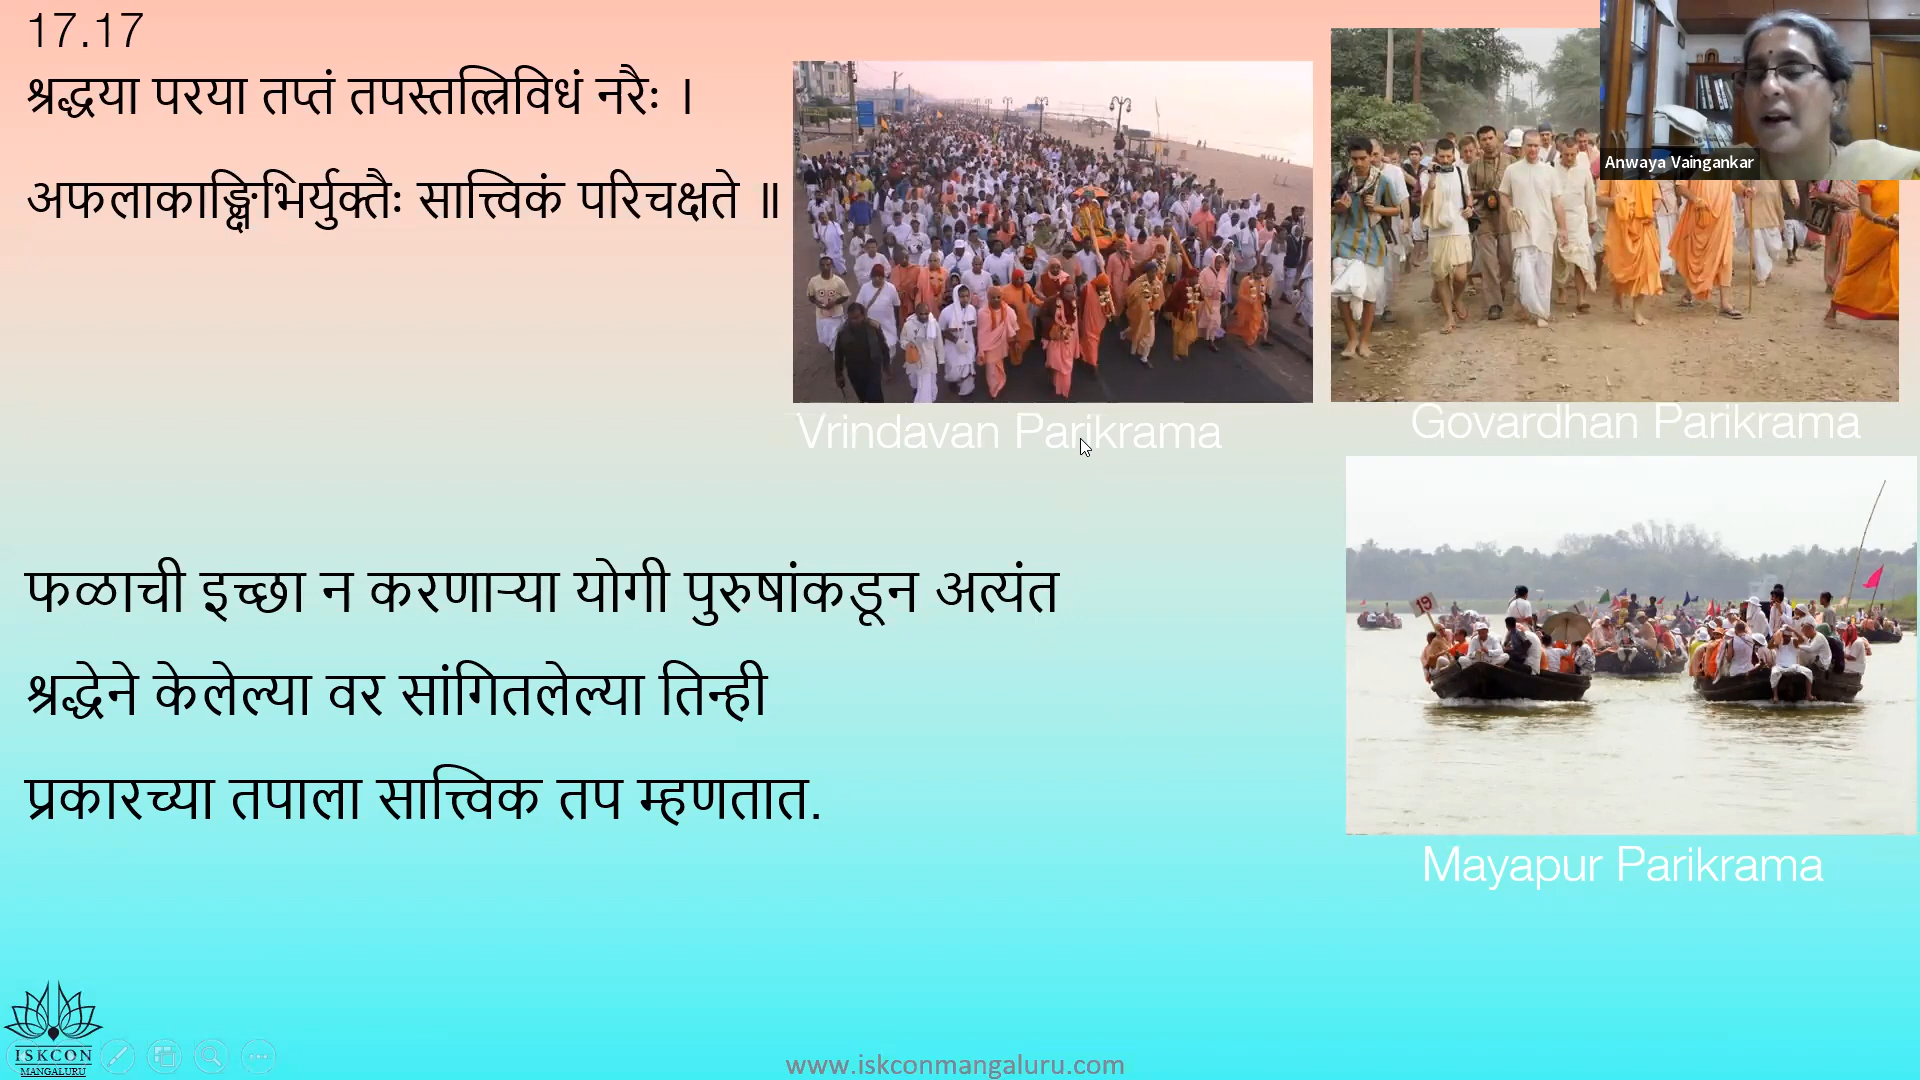 17.17
श्रद्धया परया तप्तं तपस्तत्त्रिविधं नरैः ।
अफलाकाङ्क्षिभिर्युक्तैः सात्त्विकं परिचक्षते ॥
Anwaya Vaingankar
Vrindavan Parikrama
Govardhan Parikrama
फळाची इच्छा न करणाऱ्या योगी पुरुषांकडून अत्यंत
श्रद्धेने केलेल्या वर सांगितलेल्या तिन्ही
प्रकारच्या तपाला सात्त्विक तप म्हणतात.
19
Mayapur Parikrama
ISKCON
MANGALURU
www.iskconmangaluru.com